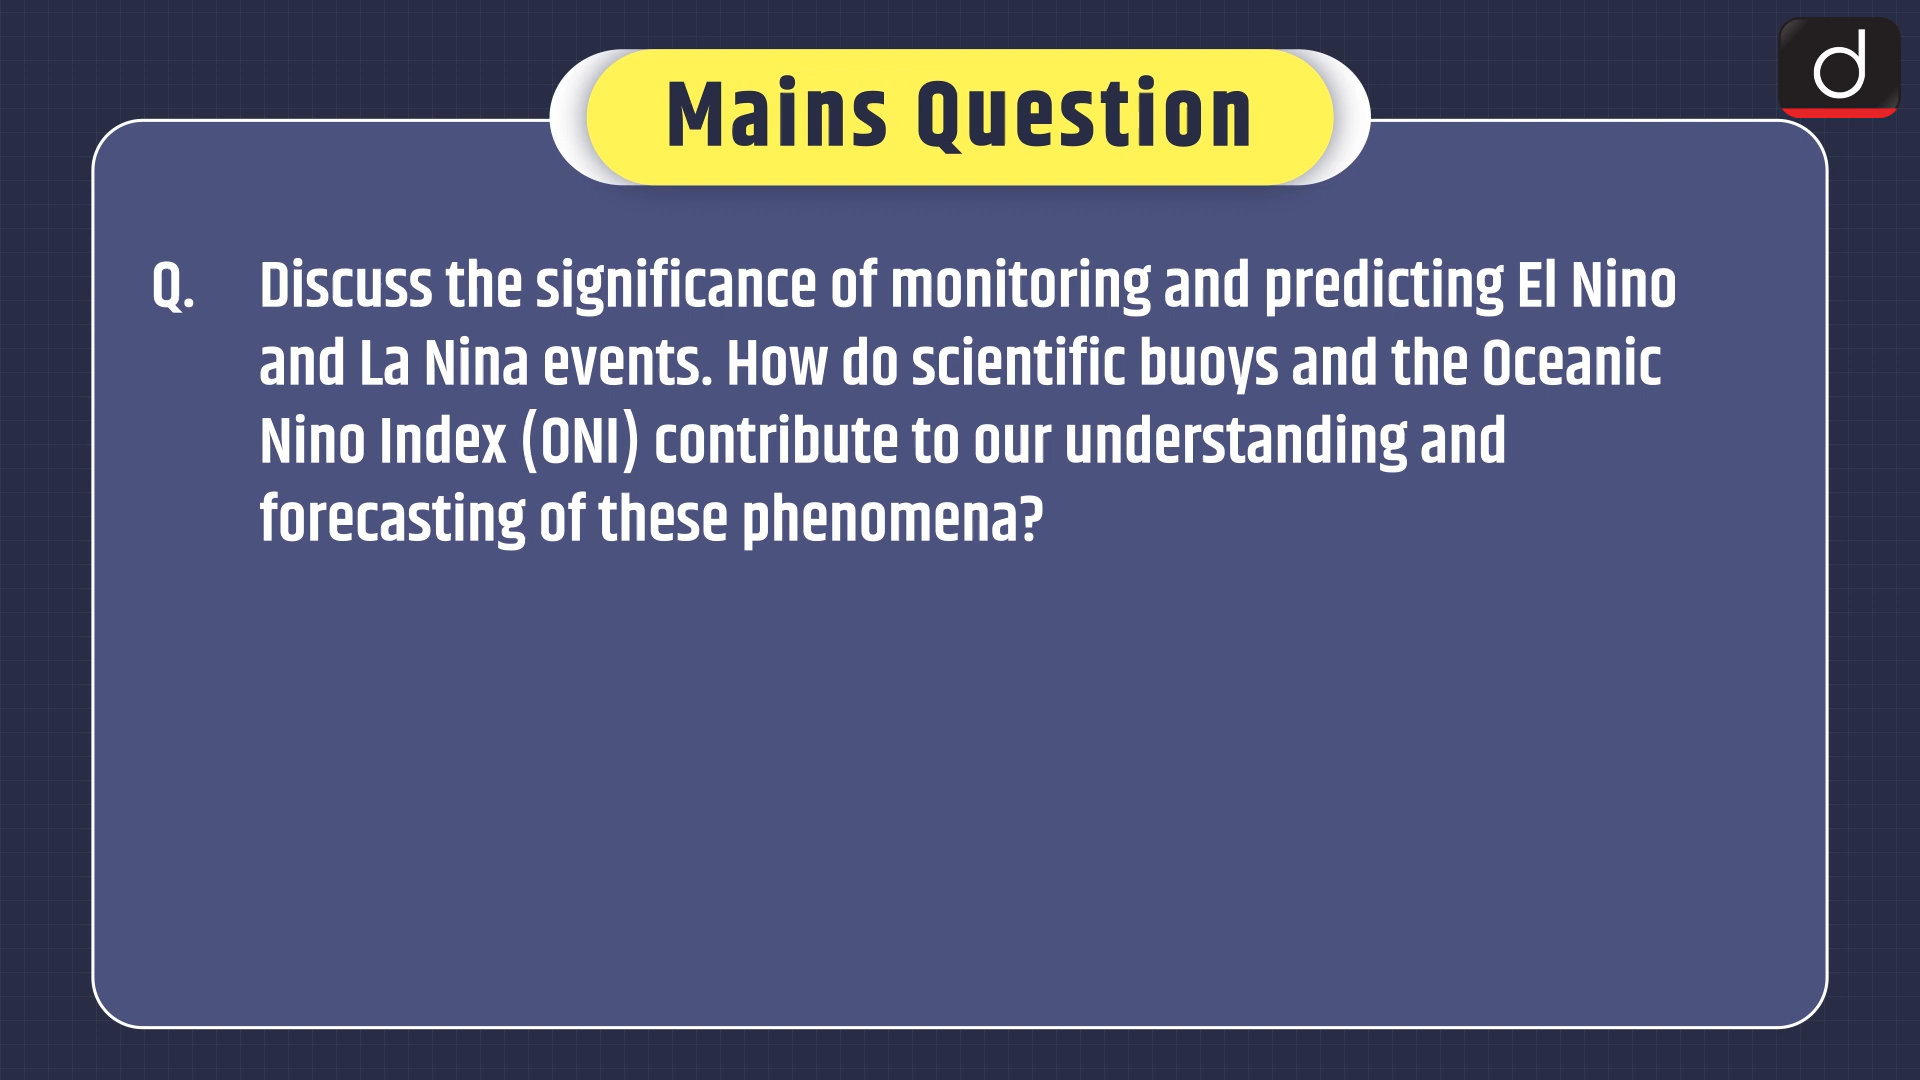 Mains Question
d
Q. Discuss the significance of monitoring and predicting El Nino
and La Nina events. How do scientific buoys and the Oceanic
Nino Index (ONI) contribute to our understanding and
forecasting of these phenomena?